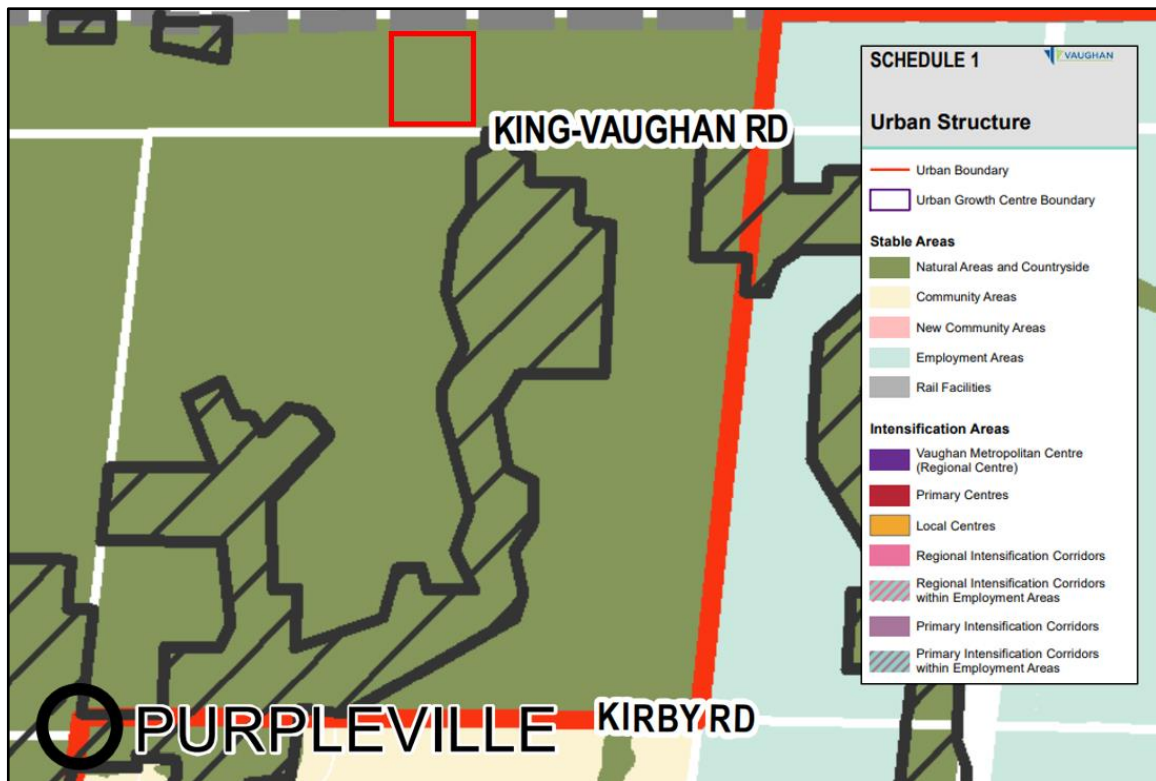 KING-VAUGHAN RD
KIRBY RD
PURPLEVILLE
SCHEDULE 1
VAUGHAN
Urban Structure
Urban Boundary
Urban Growth Centre Boundary
Stable Areas
Natural Areas and Countryside
Community Areas
New Community Areas
Employment Areas
Rail Facilities
Intensification Areas
Vaughan Metropolitan Centre
(Regional Centre)
Primary Centres
Local Centres
Regional Intensification Corridors
Regional Intensification Corridors
within Employment Areas
Primary Intensification Corridors
Primary Intensification Corridors
within Employment Areas